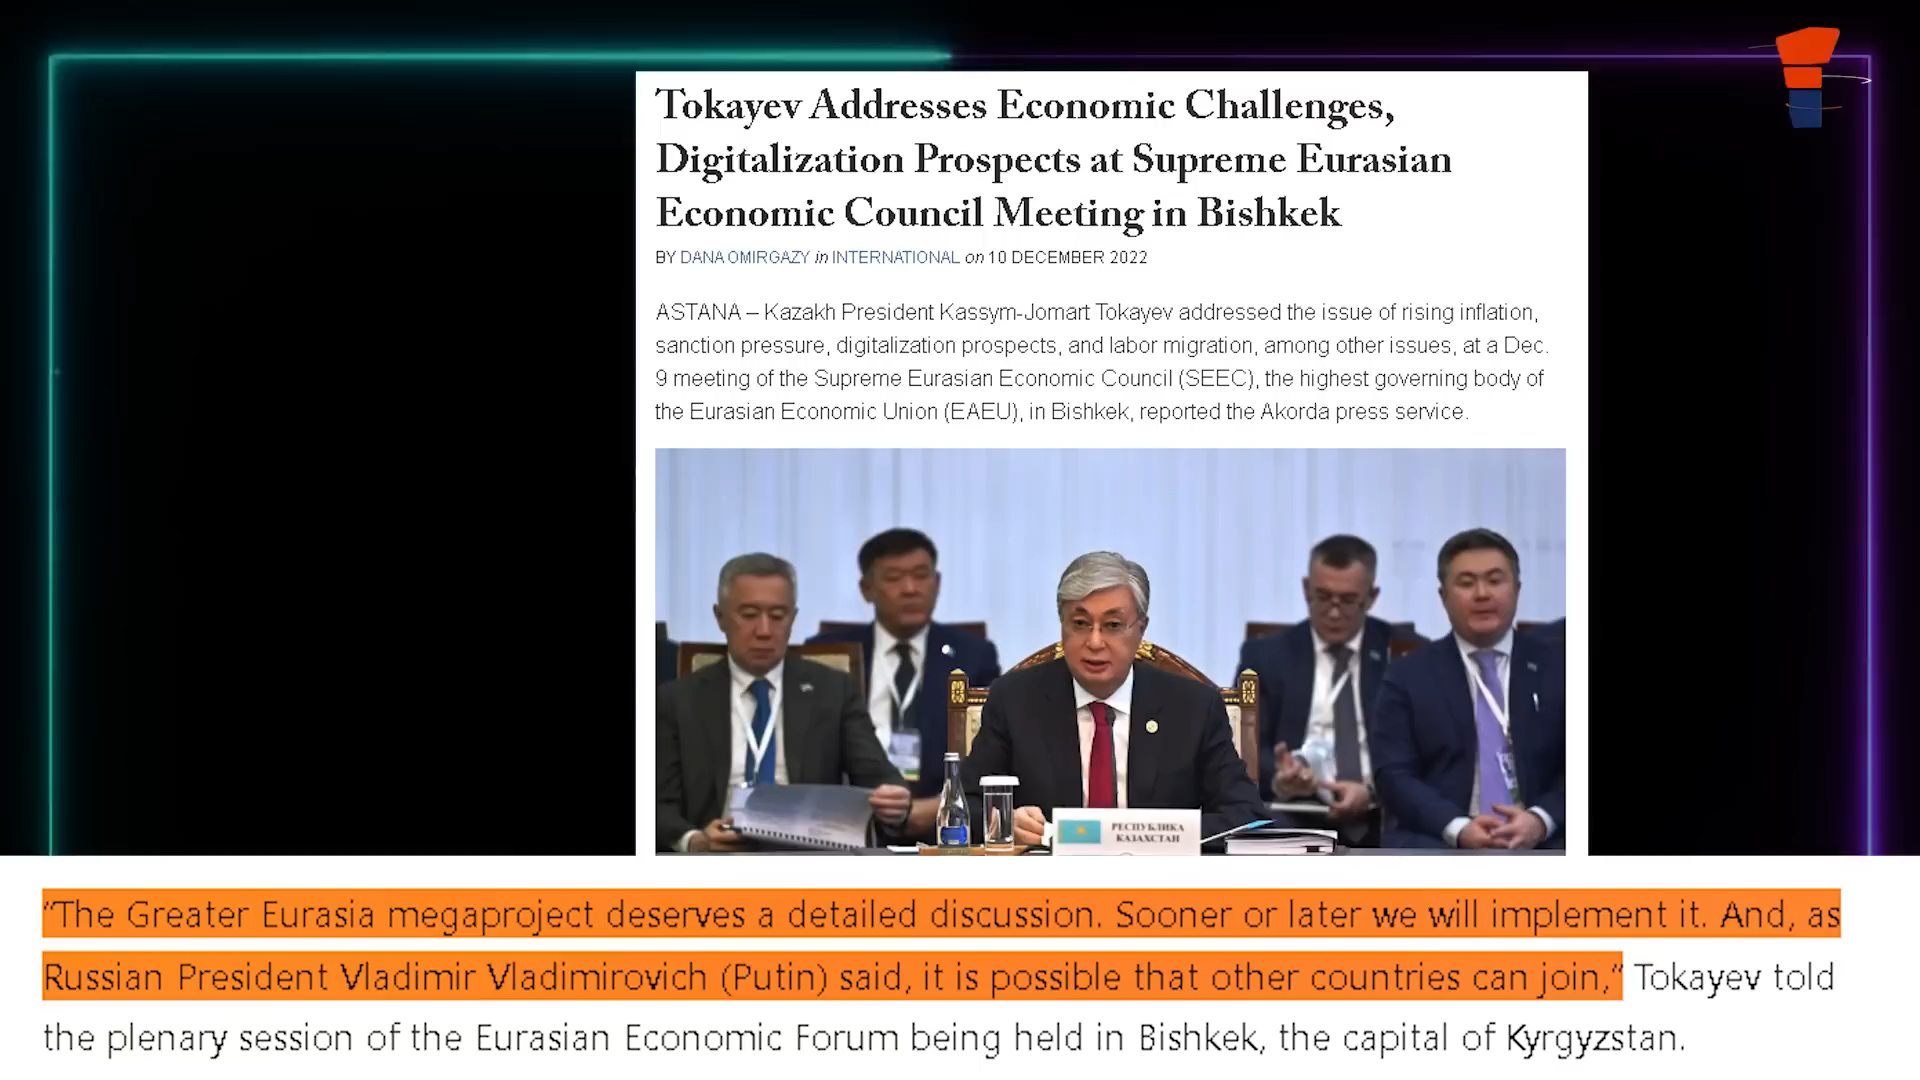 Tokayev Addresses Economic Challenges,
Digitalization Prospects at Supreme Eurasian
Economic Council Meeting in Bishkek
BY DANA OMIRGAZY in INTERNATIONAL on 10 DECEMBER 2022
ASTANA – Kazakh President Kassym-Jomart Tokayev addressed the issue of rising inflation,
sanction pressure, digitalization prospects, and labor migration, among other issues, at a Dec.
9 meeting of the Supreme Eurasian Economic Council (SEEC), the highest governing body of
the Eurasian Economic Union (EAEU), in Bishkek, reported the Akorda press service.
РЕСПУБЛИКА
КАЗАХСТАН
“The Greater Eurasia megaproject deserves a detailed discussion. Sooner or later we will implement it. And, as
Russian President Vladimir Vladimirovich (Putin) said, it is possible that other countries can join,” Tokayev told
the plenary session of the Eurasian Economic Forum being held in Bishkek, the capital of Kyrgyzstan.